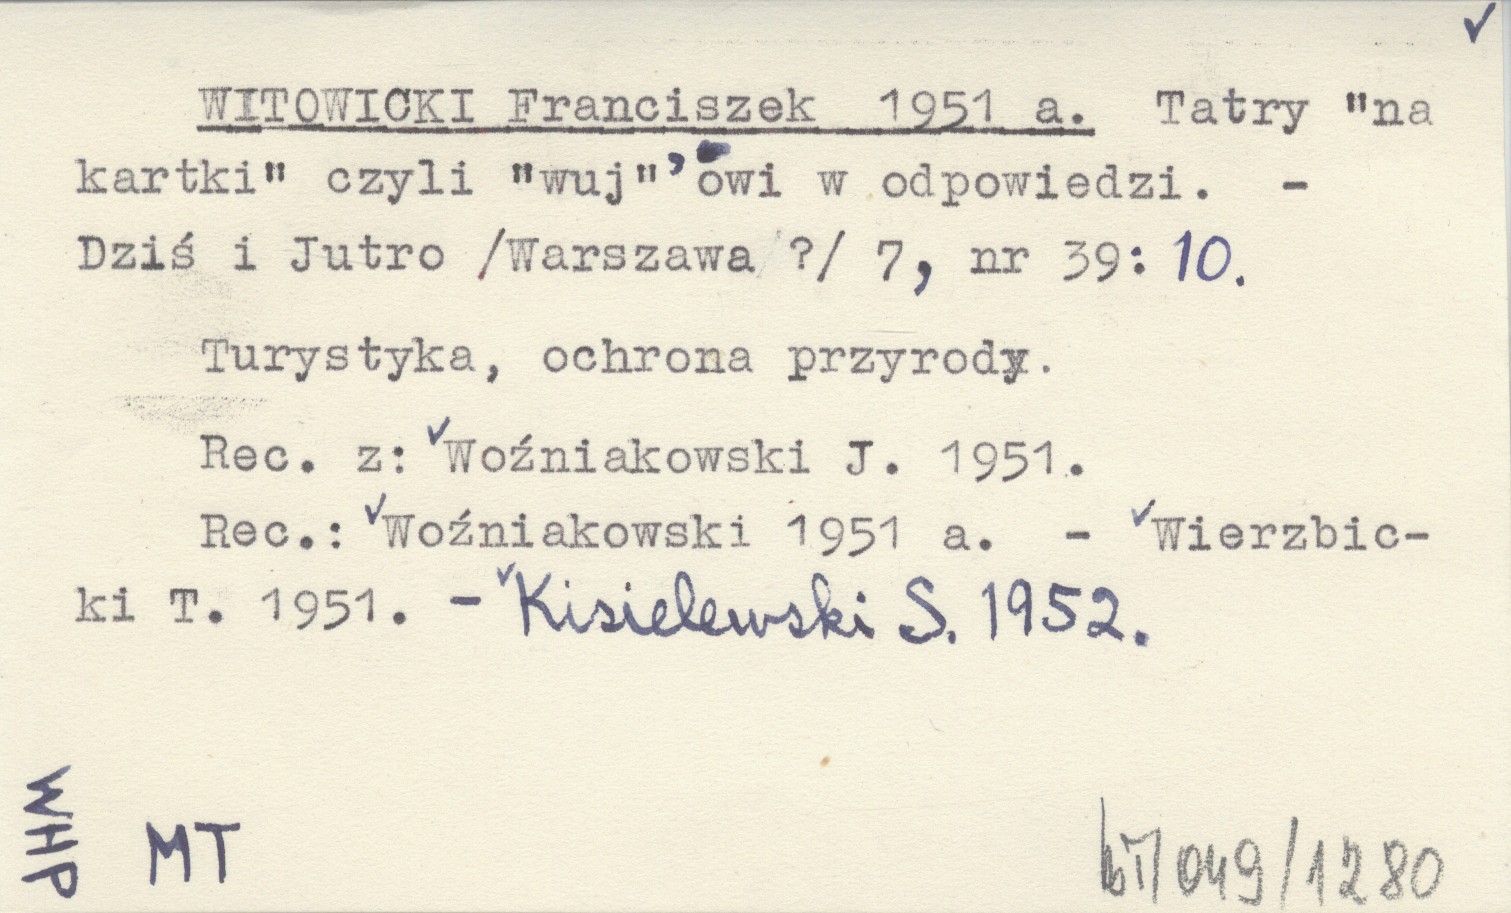 ✓
WITOWICKI Franciszek 1951 a. Tatry "na
kartki" czyli "wuj"'owi w odpowiedzi. -
Dziś i Jutro /Warszawa ?/ 7, nr 39: 10.
Turystyka, ochrona przyrody.
Rec. z: ✓Woźniakowski J. 1951.
Rec.: ✓Woźniakowski 1951 a. - ✓Wierzbic-
ki T. 1951. - ✓Kisielewski S. 1952.
WHP
MT
049/1280